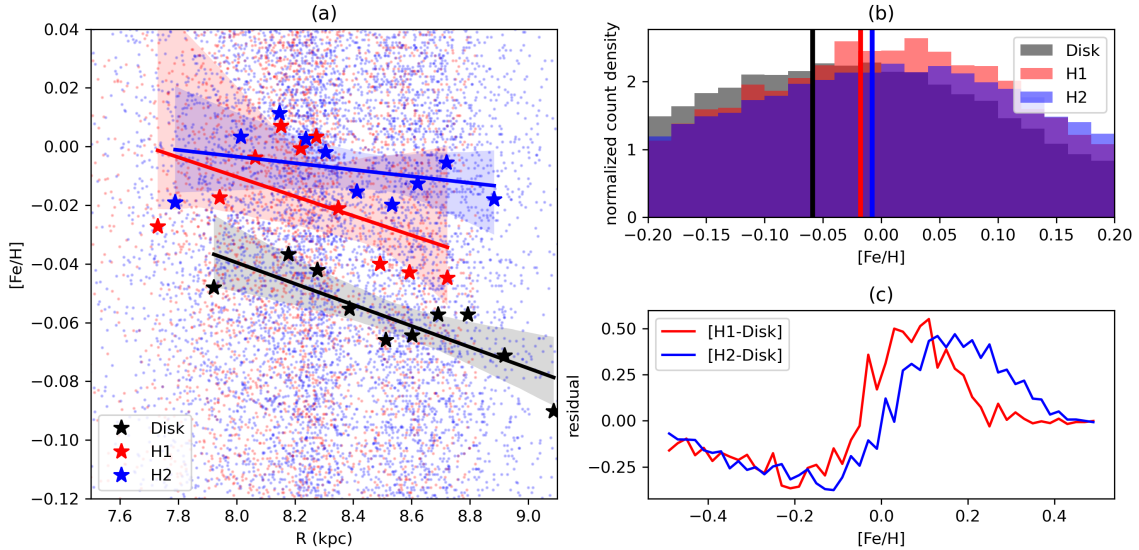 (a)
[Fe/H]
0.04
0.02
0.00
−0.02
−0.04
−0.06
−0.08
−0.10
−0.12
Disk
H1
H2
7.6 7.8 8.0 8.2 8.4 8.6 8.8 9.0
R (kpc)
(b)
normalized count density
2
1
0
Disk
H1
H2
−0.20 −0.15 −0.10 −0.05 0.00 0.05 0.10 0.15 0.20
[Fe/H]
(c)
residual
0.50
0.25
0.00
−0.25
[H1-Disk]
[H2-Disk]
−0.4 −0.2 0.0 0.2 0.4
[Fe/H]